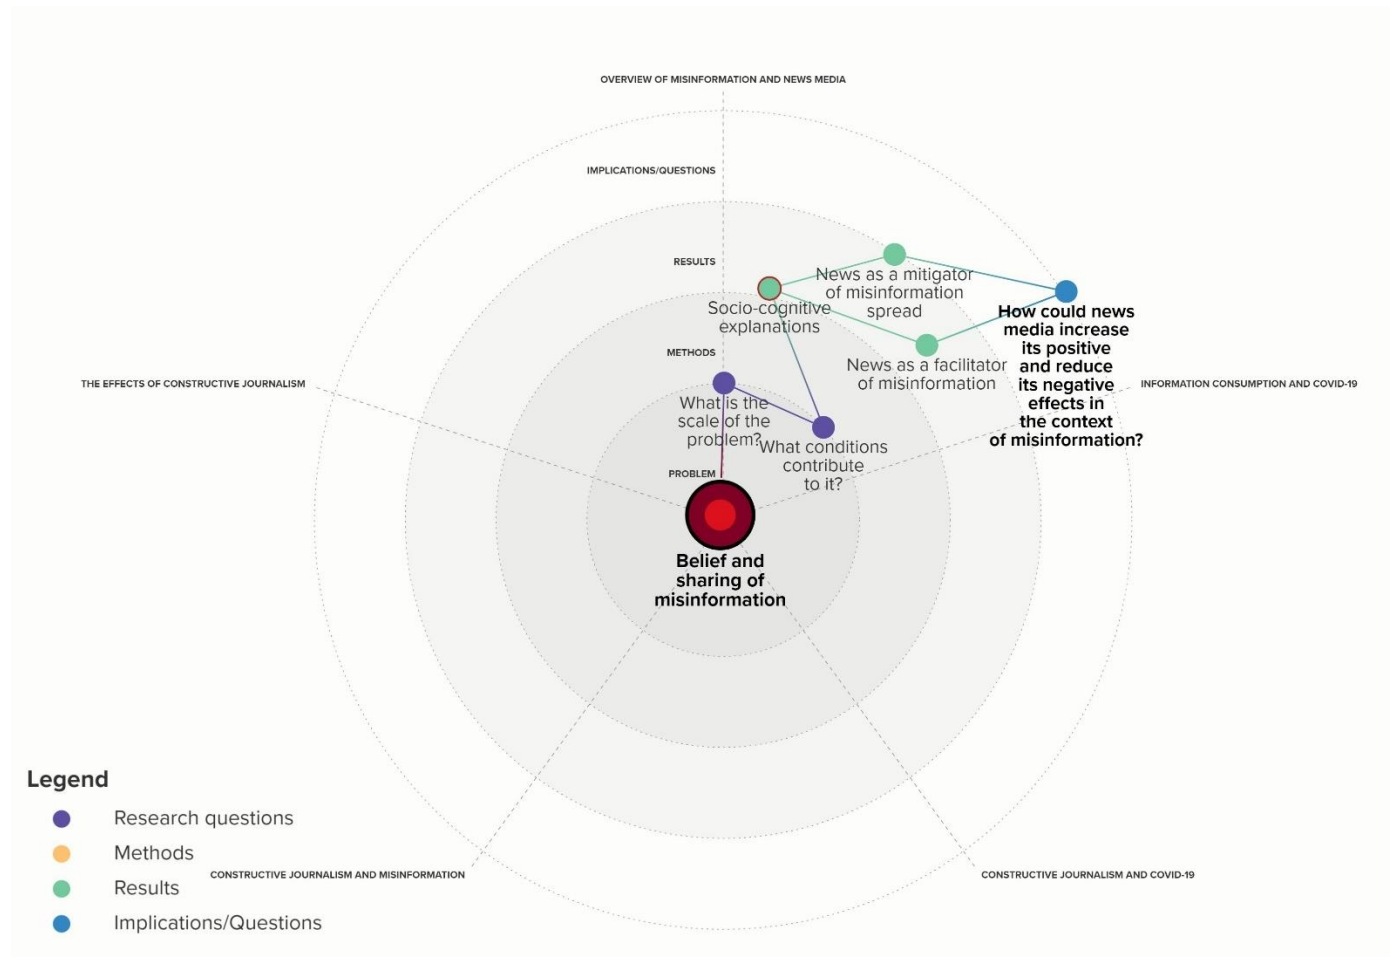 OVERVIEW OF MISINFORMATION AND NEWS MEDIA
IMPLICATIONS/QUESTIONS
RESULTS
News as a mitigator
of misinformation
spread
Socio-cognitive
explanations
How could news
media increase
its positive
and reduce
its negative
effects in
the context
of misinformation?
METHODS
News as a facilitator
of misinformation
THE EFFECTS OF CONSTRUCTIVE JOURNALISM
INFORMATION CONSUMPTION AND COVID-19
What is the
scale of the
problem?
What conditions
contribute
to it?
PROBLEM
Belief and
sharing of
misinformation
Legend
Research questions
Methods
Results
Implications/Questions
CONSTRUCTIVE JOURNALISM AND MISINFORMATION
CONSTRUCTIVE JOURNALISM AND COVID-19